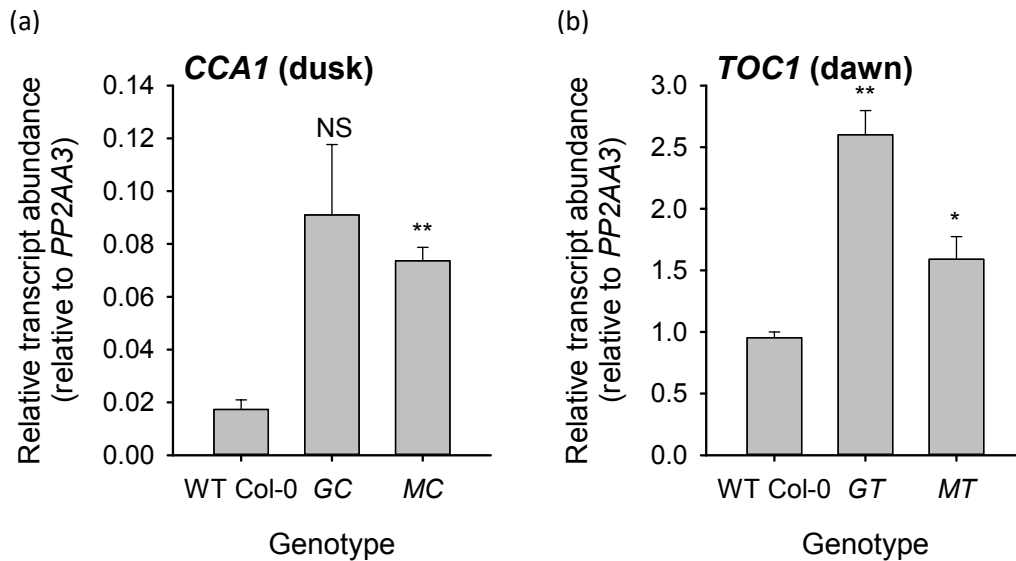 (a)
CCA1 (dusk)
Relative transcript abundance
(relative to PP2AA3)
0.14
0.12
0.10
0.08
0.06
0.04
0.02
0.00
NS
**
WT Col-0 GC MC
Genotype
(b)
TOC1 (dawn)
Relative transcript abundance
(relative to PP2AA3)
3.0
2.5
2.0
1.5
1.0
0.5
0.0
**
*
WT Col-0 GT MT
Genotype